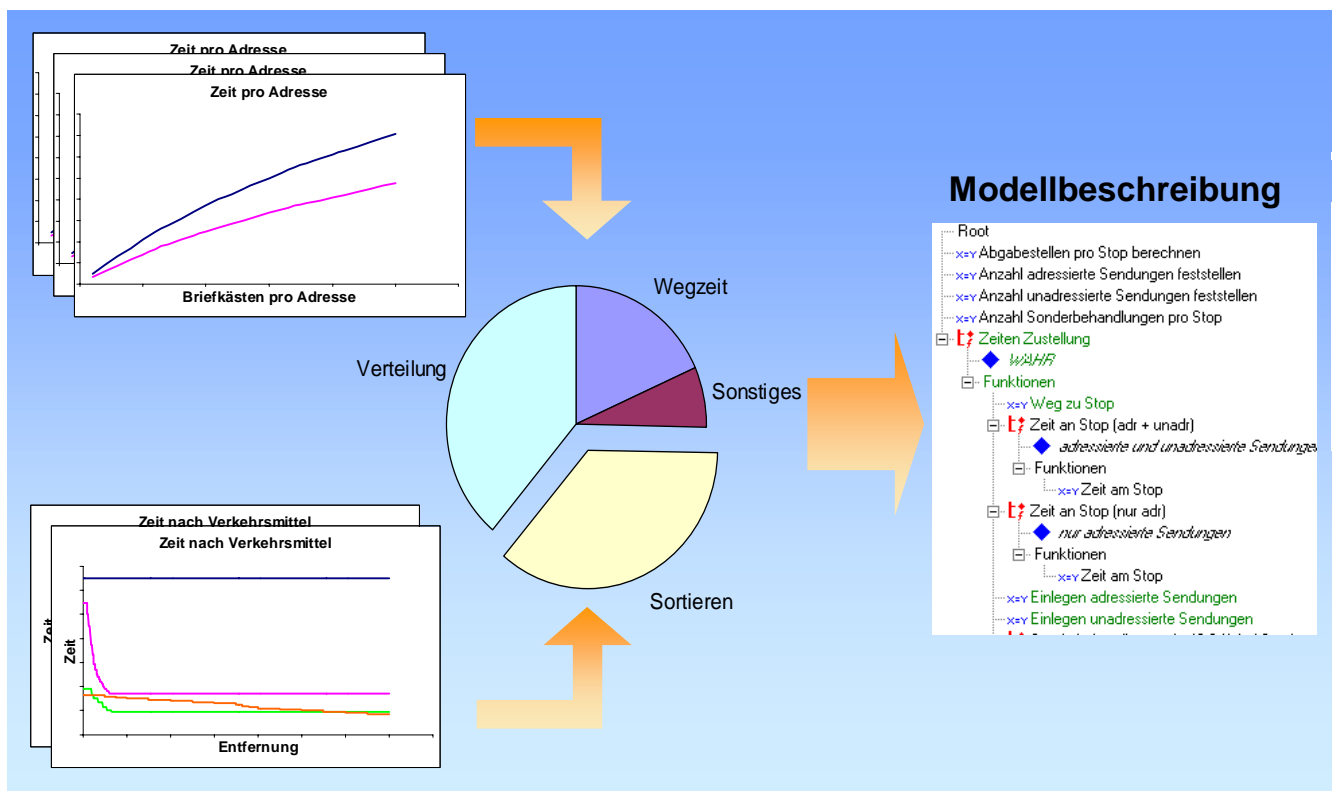 Zeit pro Adresse
Zeit pro Adresse
Zeit pro Adresse
Briefkästen pro Adresse
Wegzeit
Verteilung
Sonstiges
Sortieren
Zeit nach Verkehrsmittel
Zeit nach Verkehrsmittel
Zeit
Zeit
Entfernung
Modellbeschreibung
Root
x=y Abgabestellen pro Stop berechnen
x=y Anzahl adressierte Sendungen feststellen
x=y Anzahl unadressierte Sendungen feststellen
x=y Anzahl Sonderbehandlungen pro Stop
Zeiten Zustellung
WAHR
Funktionen
x=y Weg zu Stop
Zeit an Stop (adr + unadr)
adressierte und unadressierte Sendungen
Funktionen
x=y Zeit am Stop
Zeit an Stop (nur adr)
nur adressierte Sendungen
Funktionen
x=y Zeit am Stop
x=y Einlegen adressierte Sendungen
x=y Einlegen unadressierte Sendungen